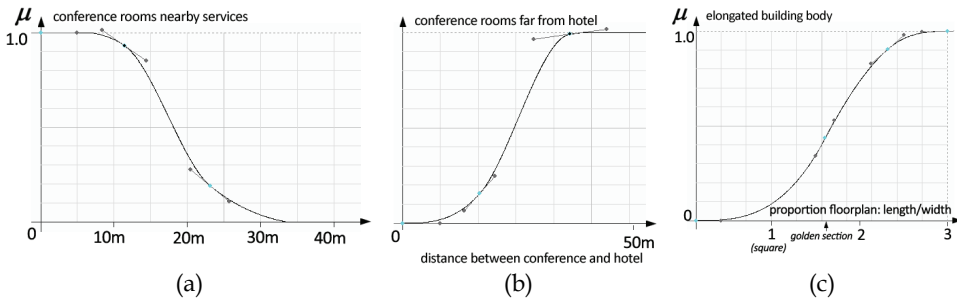 μ conference rooms nearby services
1.0
0 10m 20m 30m 40m
(a)
conference rooms far from hotel
1.0
0 50m
distance between conference and hotel
(b)
μ elongated building body
1.0
proportion floorplan: length/width
0 1 golden section 2 3
(square)
(c)